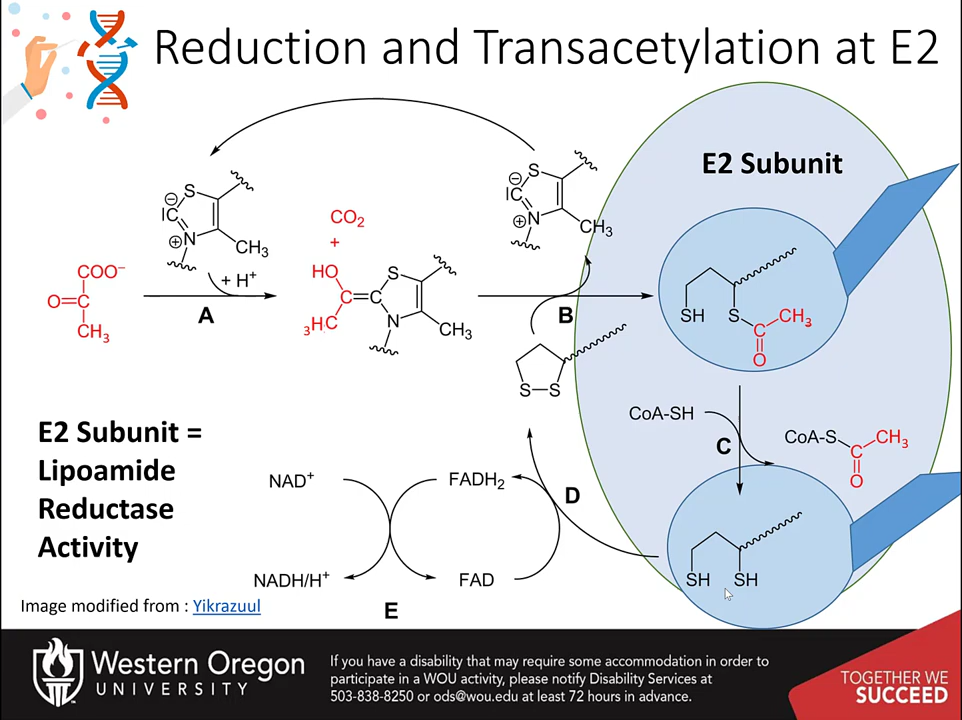 Reduction and Transacetylation at E2
E2 Subunit
S
⊖
|C
⊕
N
CH3
S
⊖
|C
⊕
N
CH3
CO2
+
HO
C
3HC
C
S
N
CH3
COO−
O
C
CH3
+ H+
A
B
S—S
SH
S
C
CH3
O
CoA-SH
C
CoA-S
C
CH3
O
E2 Subunit =
Lipoamide
Reductase
Activity
NAD+
FADH2
D
NADH/H+
FAD
E
SH
SH
Image modified from : Yikrazuul
Western Oregon
UNIVERSITY
If you have a disability that may require some accommodation in order to
participate in a WOU activity, please notify Disability Services at
503-838-8250 or ods@wou.edu at least 72 hours in advance.
TOGETHER WE
SUCCEED